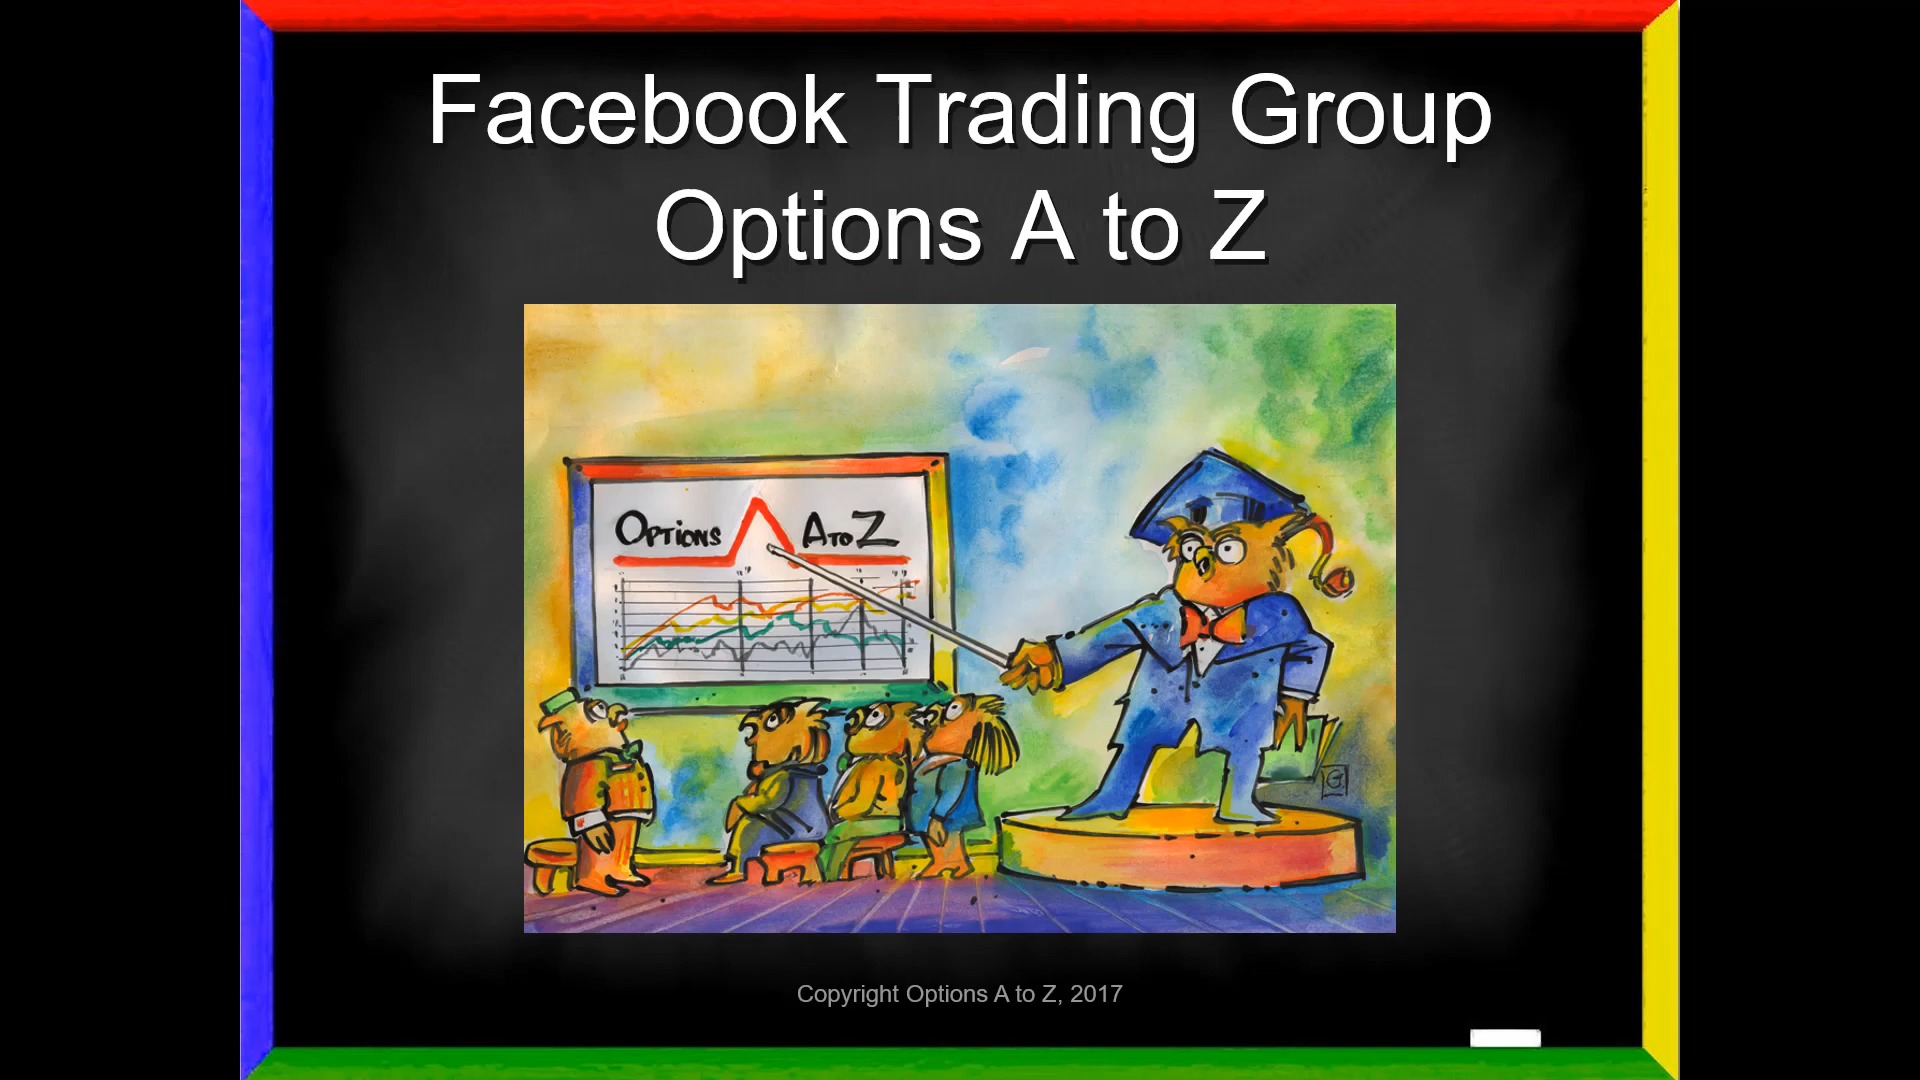 Facebook Trading Group
Options A to Z
OPTiONS A TO Z
Copyright Options A to Z, 2017